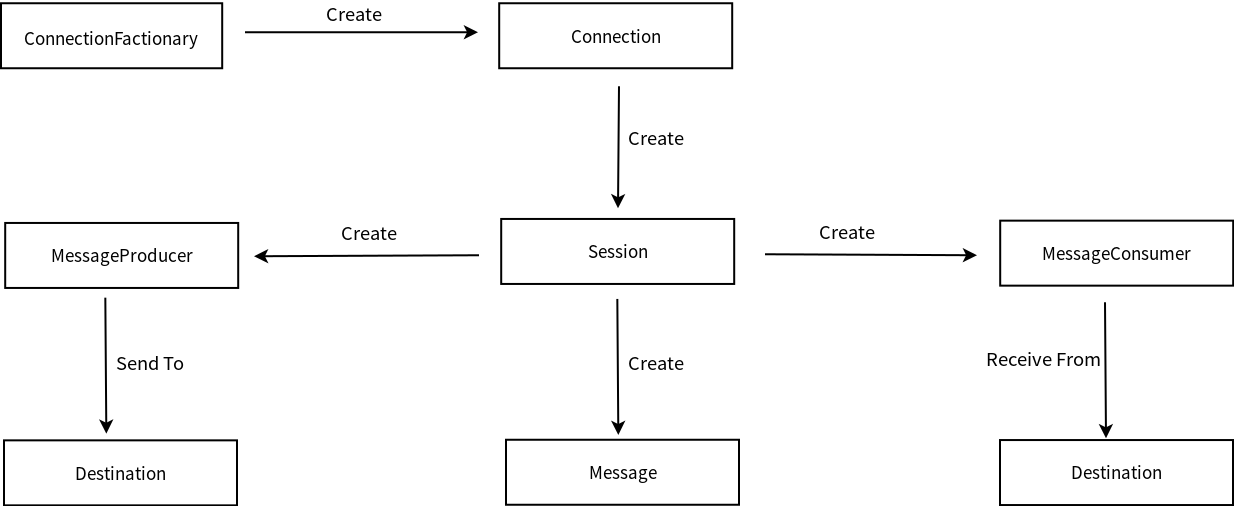 Create
ConnectionFactionary
Connection
Create
Create
Create
MessageProducer
Session
MessageConsumer
Send To
Create
Receive From
Destination
Message
Destination